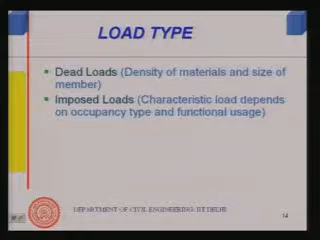 LOAD TYPE
Dead Loads (Density of materials and size of
member)
Imposed Loads (Characteristic load depends
on occupancy type and functional usage)
DEPARTMENT OF CIVIL ENGINEERING IIT DELHI
14